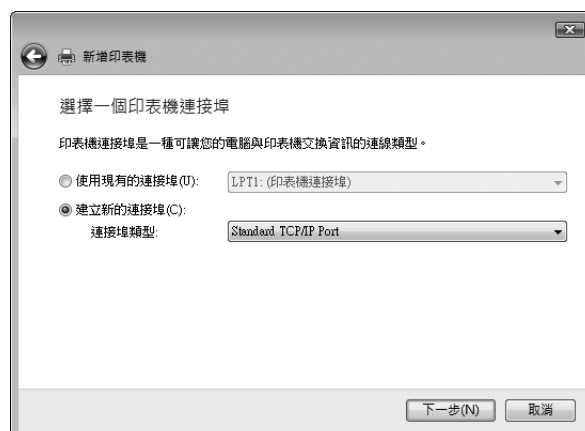 新增印表機
選擇一個印表機連接埠
印表機連接埠是一種可讓您的電腦與印表機交換資訊的連線類型。
使用現有的連接埠(U): LPT1: (印表機連接埠)
建立新的連接埠(C):
連接埠類型: Standard TCP/IP Port
下一步(N) 取消